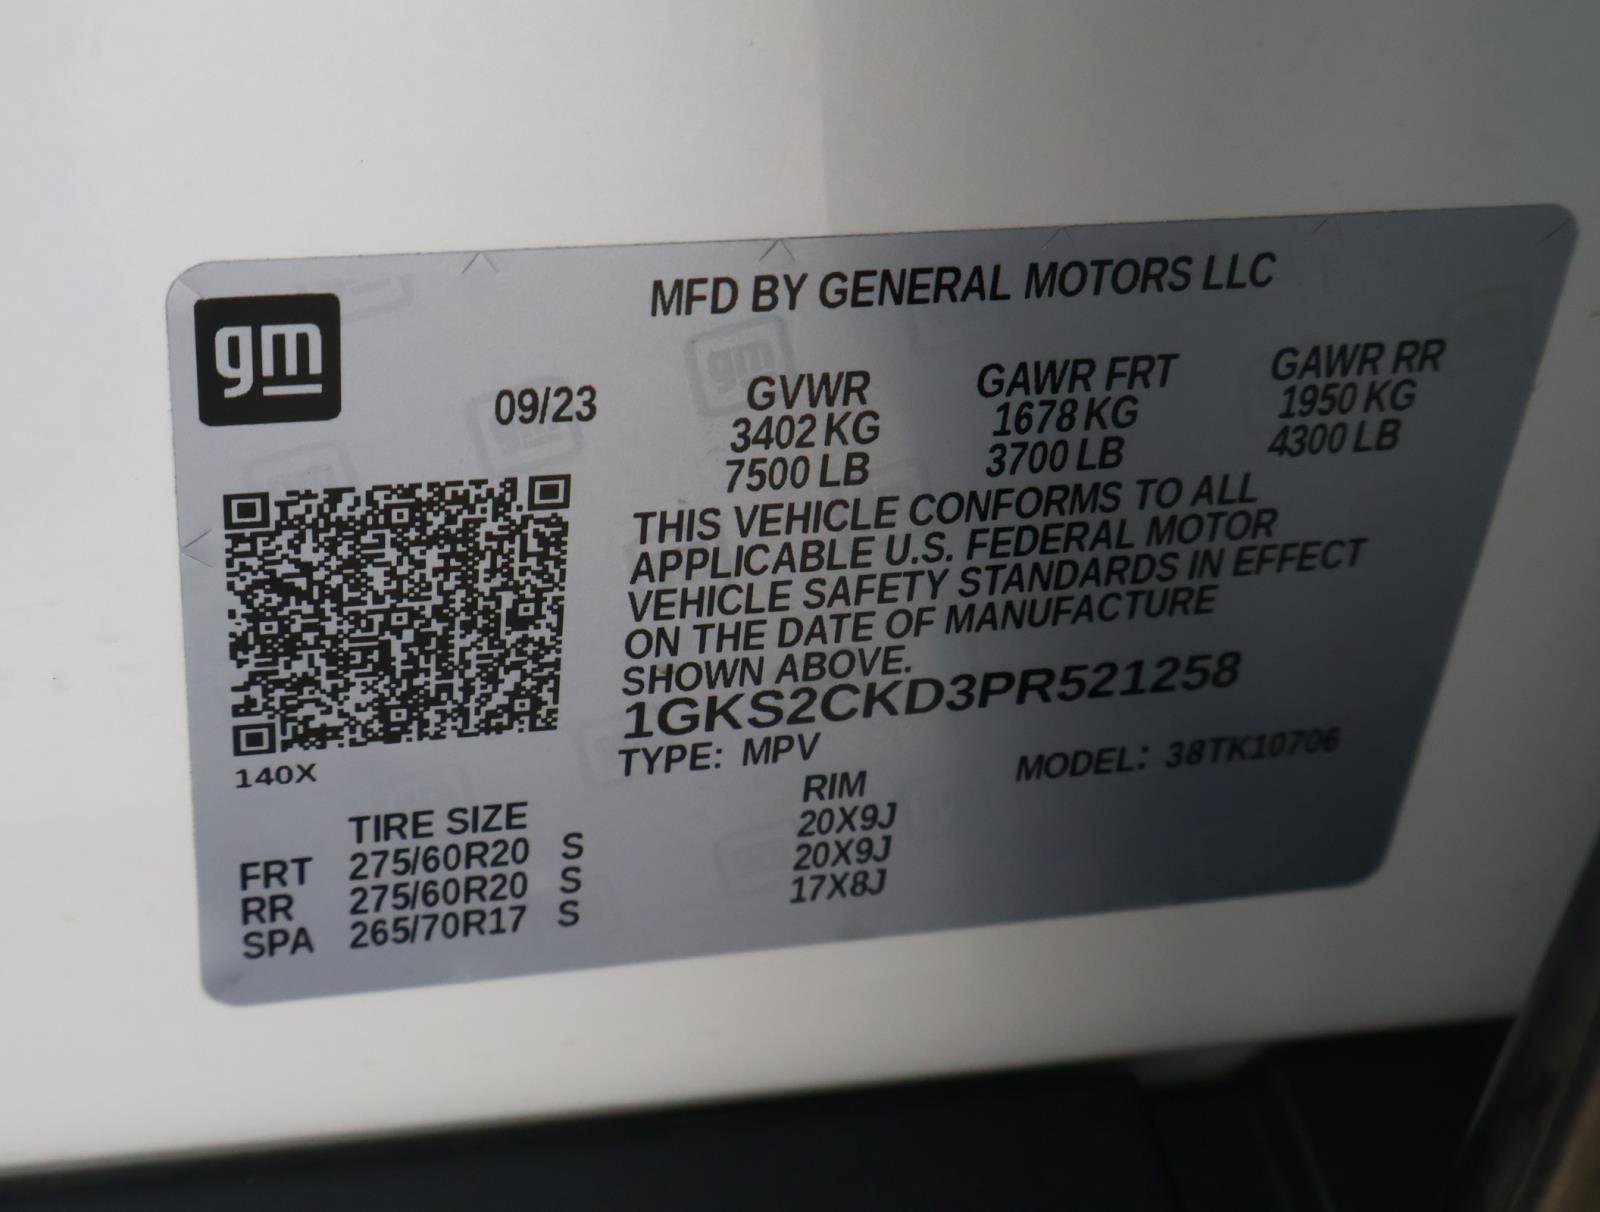 gm
MFD BY GENERAL MOTORS LLC
09/23 GVWR GAWR FRT GAWR RR
3402 KG 1678 KG 1950 KG
7500 LB 3700 LB 4300 LB
THIS VEHICLE CONFORMS TO ALL
APPLICABLE U.S. FEDERAL MOTOR
VEHICLE SAFETY STANDARDS IN EFFECT
ON THE DATE OF MANUFACTURE
SHOWN ABOVE.
1GKS2CKD3PR521258
TYPE: MPV MODEL: 38TK10706
140X
TIRE SIZE RIM
FRT 275/60R20 S 20X9J
RR 275/60R20 S 20X9J
SPA 265/70R17 S 17X8J